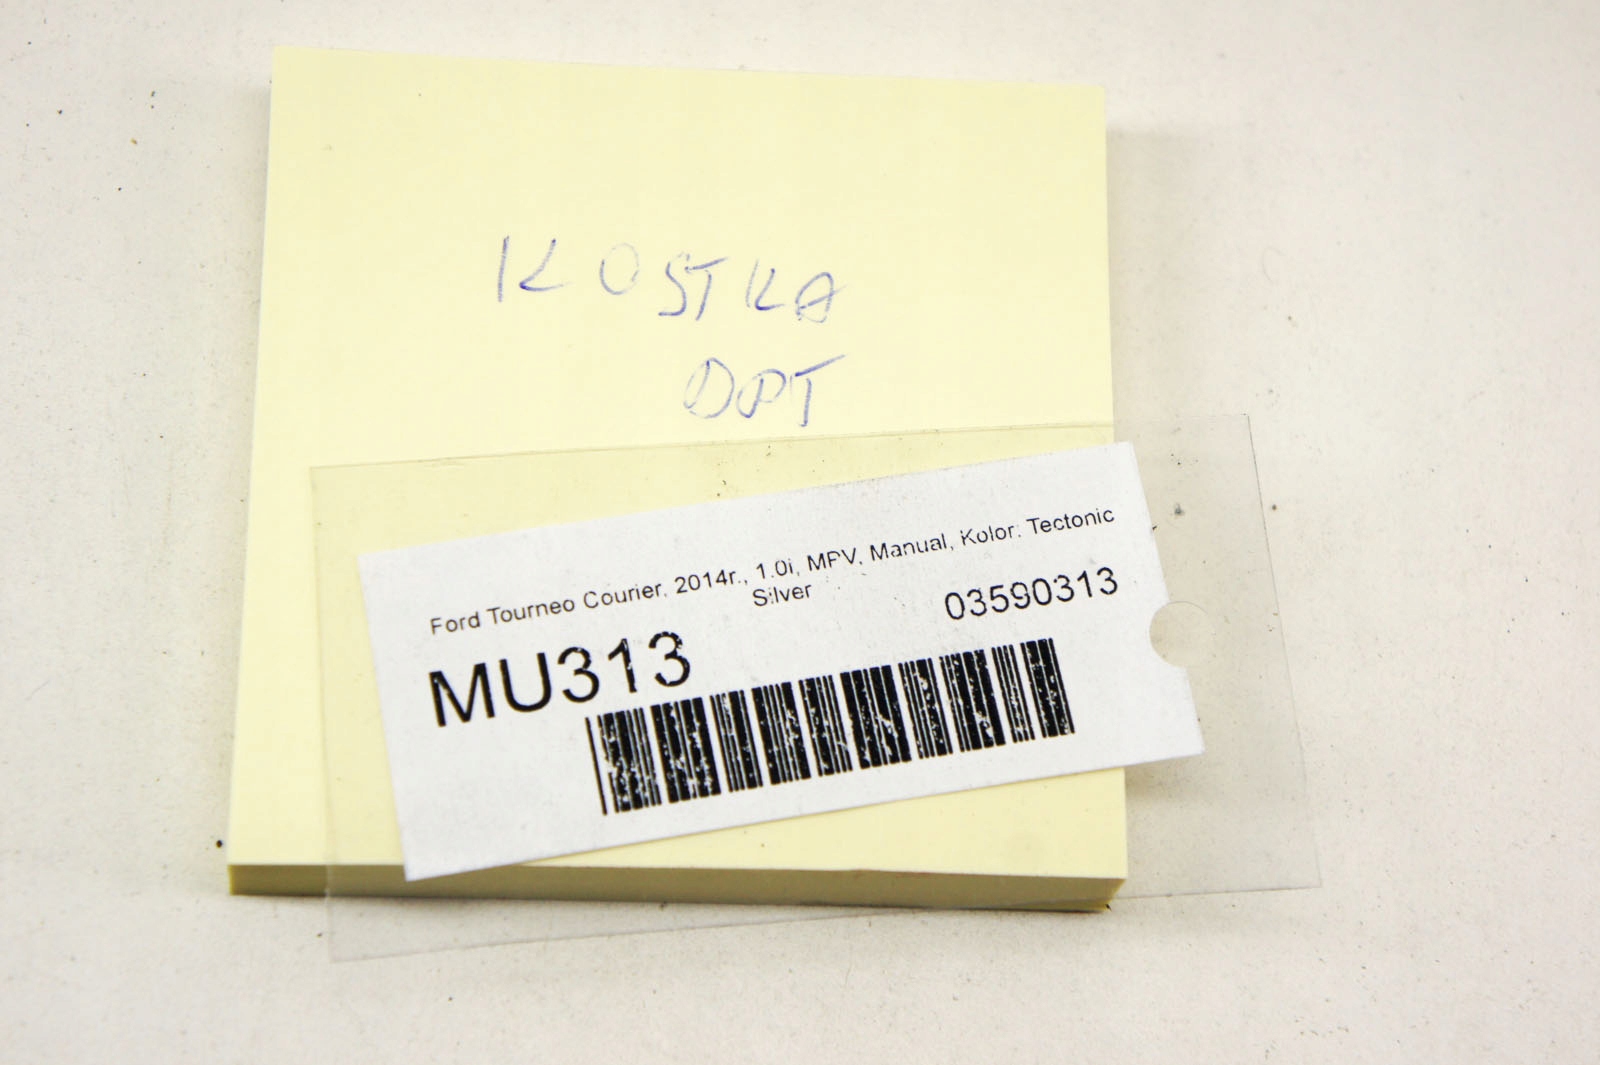 KOSTKA
DPT
Ford Tourneo Courier, 2014r., 1.0i, MPV, Manual, Kolor: Tectonic
Silver
03590313
MU313